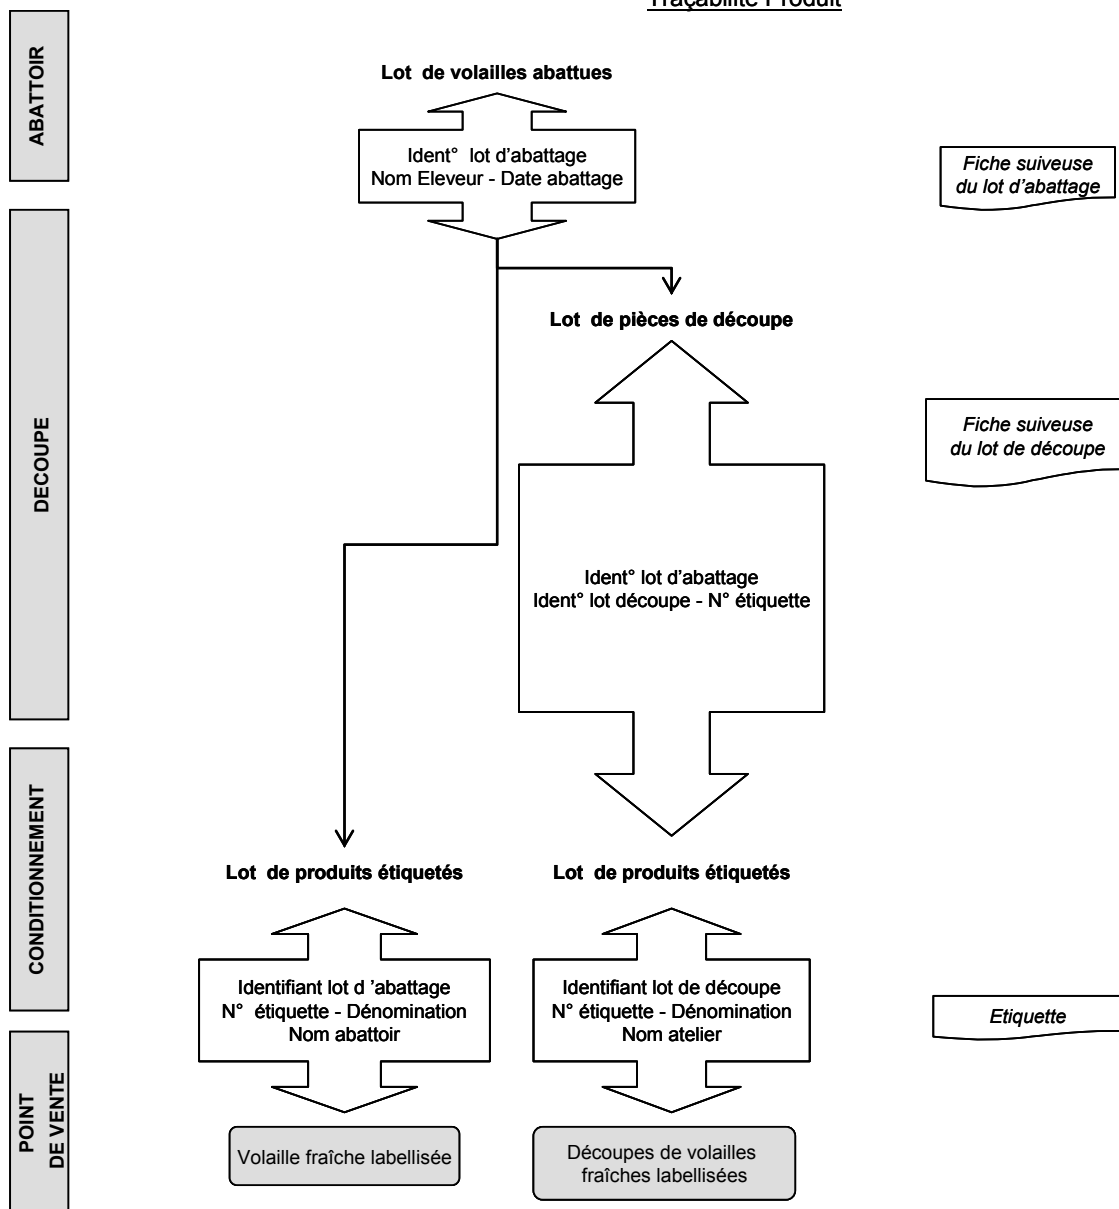 Traçabilité Produit
ABATTOIR
Lot de volailles abattues
Ident° lot d'abattage
Nom Eleveur - Date abattage
Fiche suiveuse
du lot d'abattage
DECOUPE
Lot de pièces de découpe
Fiche suiveuse
du lot de découpe
Ident° lot d'abattage
Ident° lot découpe - N° étiquette
CONDITIONNEMENT
Lot de produits étiquetés
Lot de produits étiquetés
Identifiant lot d 'abattage
N° étiquette - Dénomination
Nom abattoir
Identifiant lot de découpe
N° étiquette - Dénomination
Nom atelier
Etiquette
POINT
DE VENTE
Volaille fraîche labellisée
Découpes de volailles
fraîches labellisées